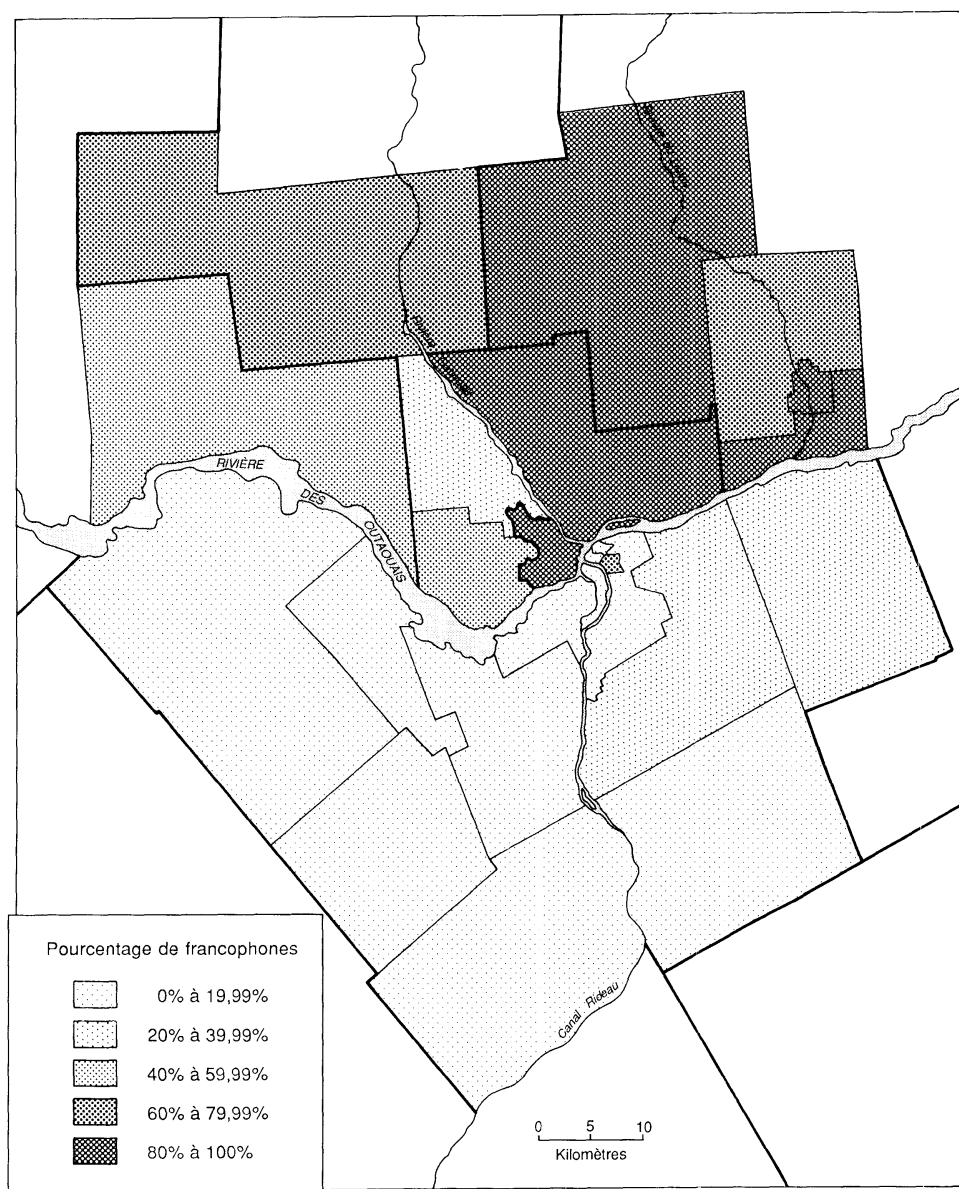 RIVIÈRE
DES
OUTAOUAIS
Canal Rideau
Pourcentage de francophones
0% à 19,99%
20% à 39,99%
40% à 59,99%
60% à 79,99%
80% à 100%
0 5 10
Kilomètres